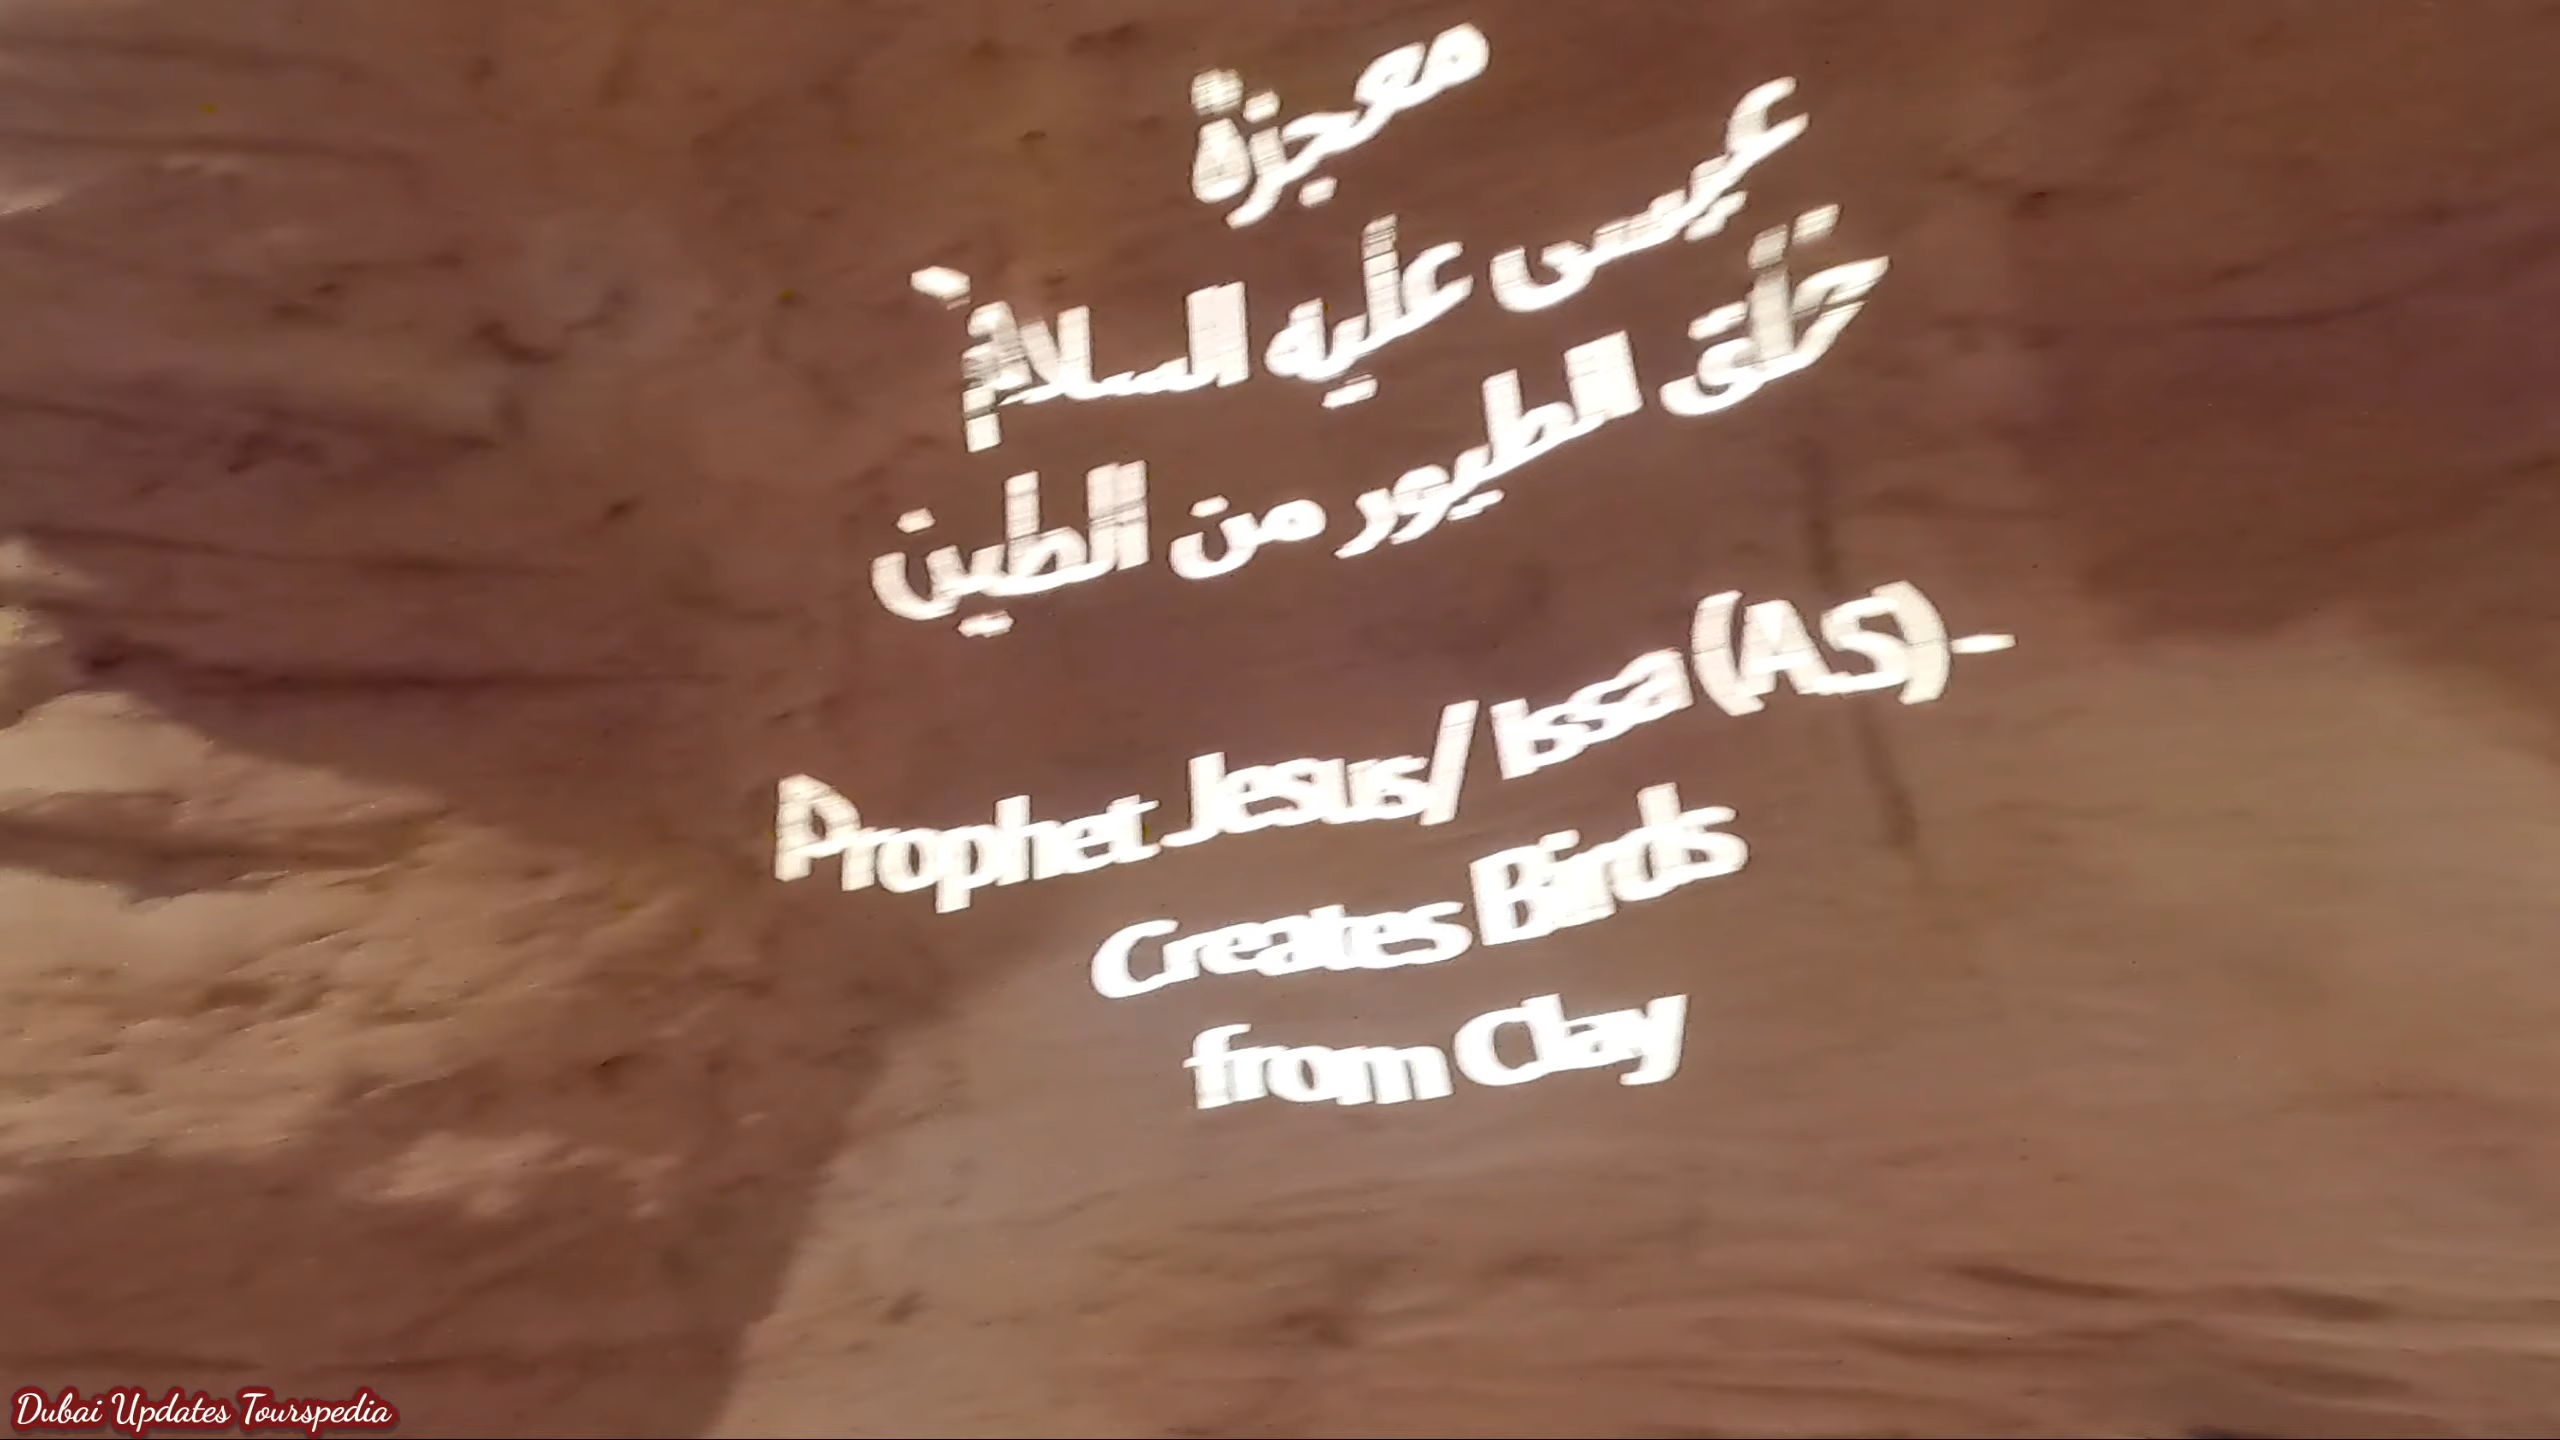 معجزة
عيسى عليه السلام
خلق الطيور من الطين
Prophet Jesus/ Issa (AS)-
Creates Birds
from Clay
Dubai Updates Tourspedia